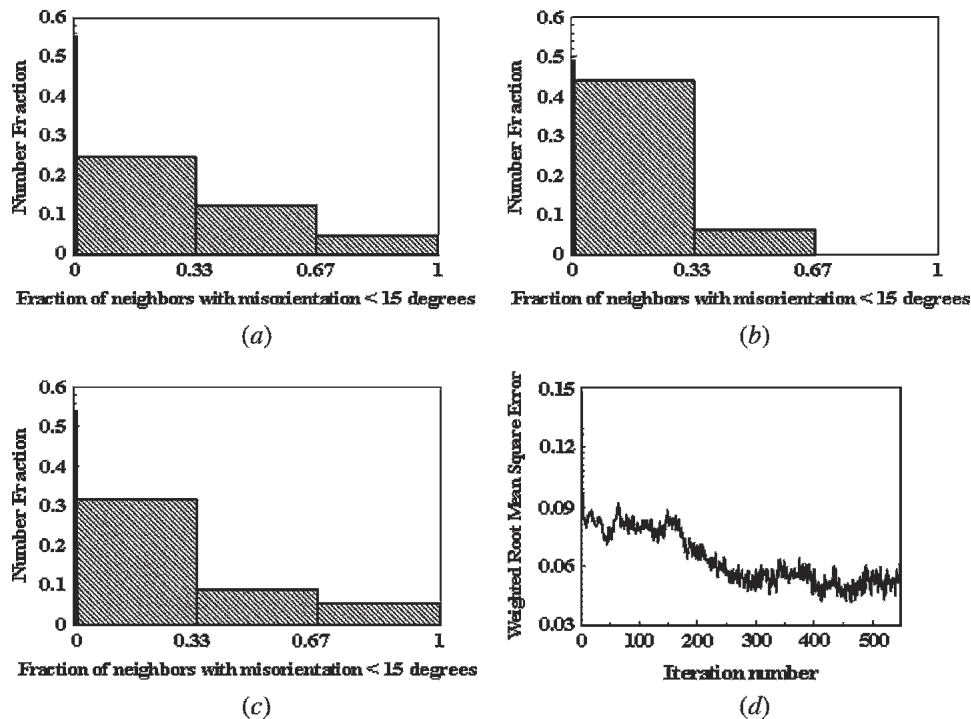 0.6
0.5
0.4
0.3
0.2
0.1
0
Number Fraction
0 0.33 0.67 1
Fraction of neighbors with misorientation < 15 degrees
(a)
0.6
0.5
0.4
0.3
0.2
0.1
0
Number Fraction
0 0.33 0.67 1
Fraction of neighbors with misorientation < 15 degrees
(b)
0.6
0.5
0.4
0.3
0.2
0.1
0
Number Fraction
0 0.33 0.67 1
Fraction of neighbors with misorientation < 15 degrees
(c)
0.15
0.12
0.09
0.06
0.03
Weighted Root Mean Square Error
0 100 200 300 400 500
Iteration number
(d)